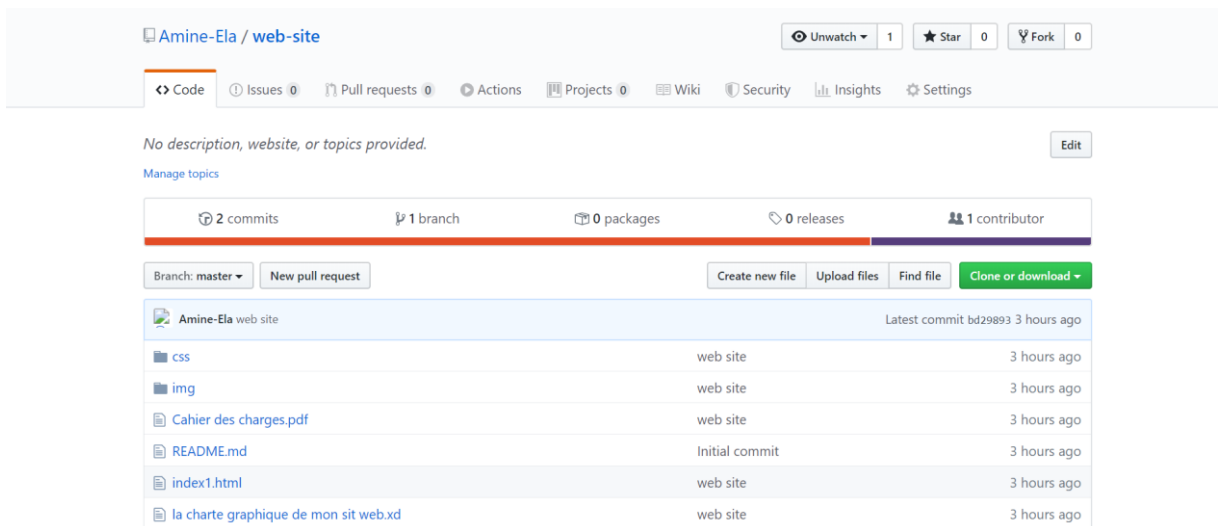 Amine-Ela / web-site Unwatch 1 Star 0 Fork 0
Code Issues 0 Pull requests 0 Actions Projects 0 Wiki Security Insights Settings
No description, website, or topics provided. Edit
Manage topics
2 commits 1 branch 0 packages 0 releases 1 contributor
Branch: master New pull request Create new file Upload files Find file Clone or download
Amine-Ela web site Latest commit bd29893 3 hours ago
css web site 3 hours ago
img web site 3 hours ago
Cahier des charges.pdf web site 3 hours ago
README.md Initial commit 3 hours ago
index1.html web site 3 hours ago
la charte graphique de mon sit web.xd web site 3 hours ago